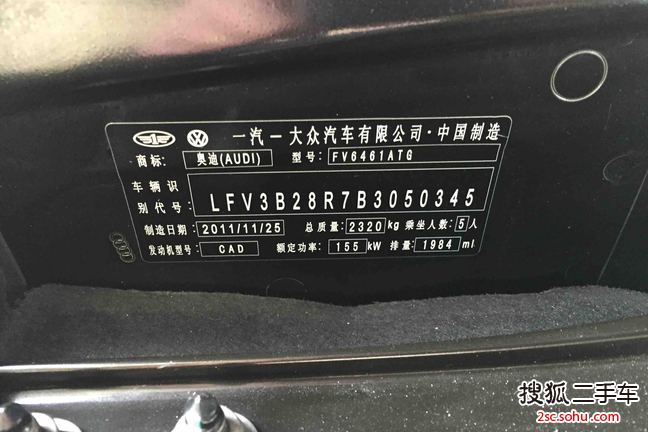 一汽一大众汽车有限公司·中国制造
商标: 奥迪(AUDI) 型号: FV6461ATG
车辆识
别代号: LFV3B28R7B3050345
制造日期: 2011/11/25 总质量: 2320 kg 乘坐人数: 5 人
发动机型号: CAD 额定功率: 155 kW 排量: 1984 ml
搜狐二手车
2sc.sohu.com